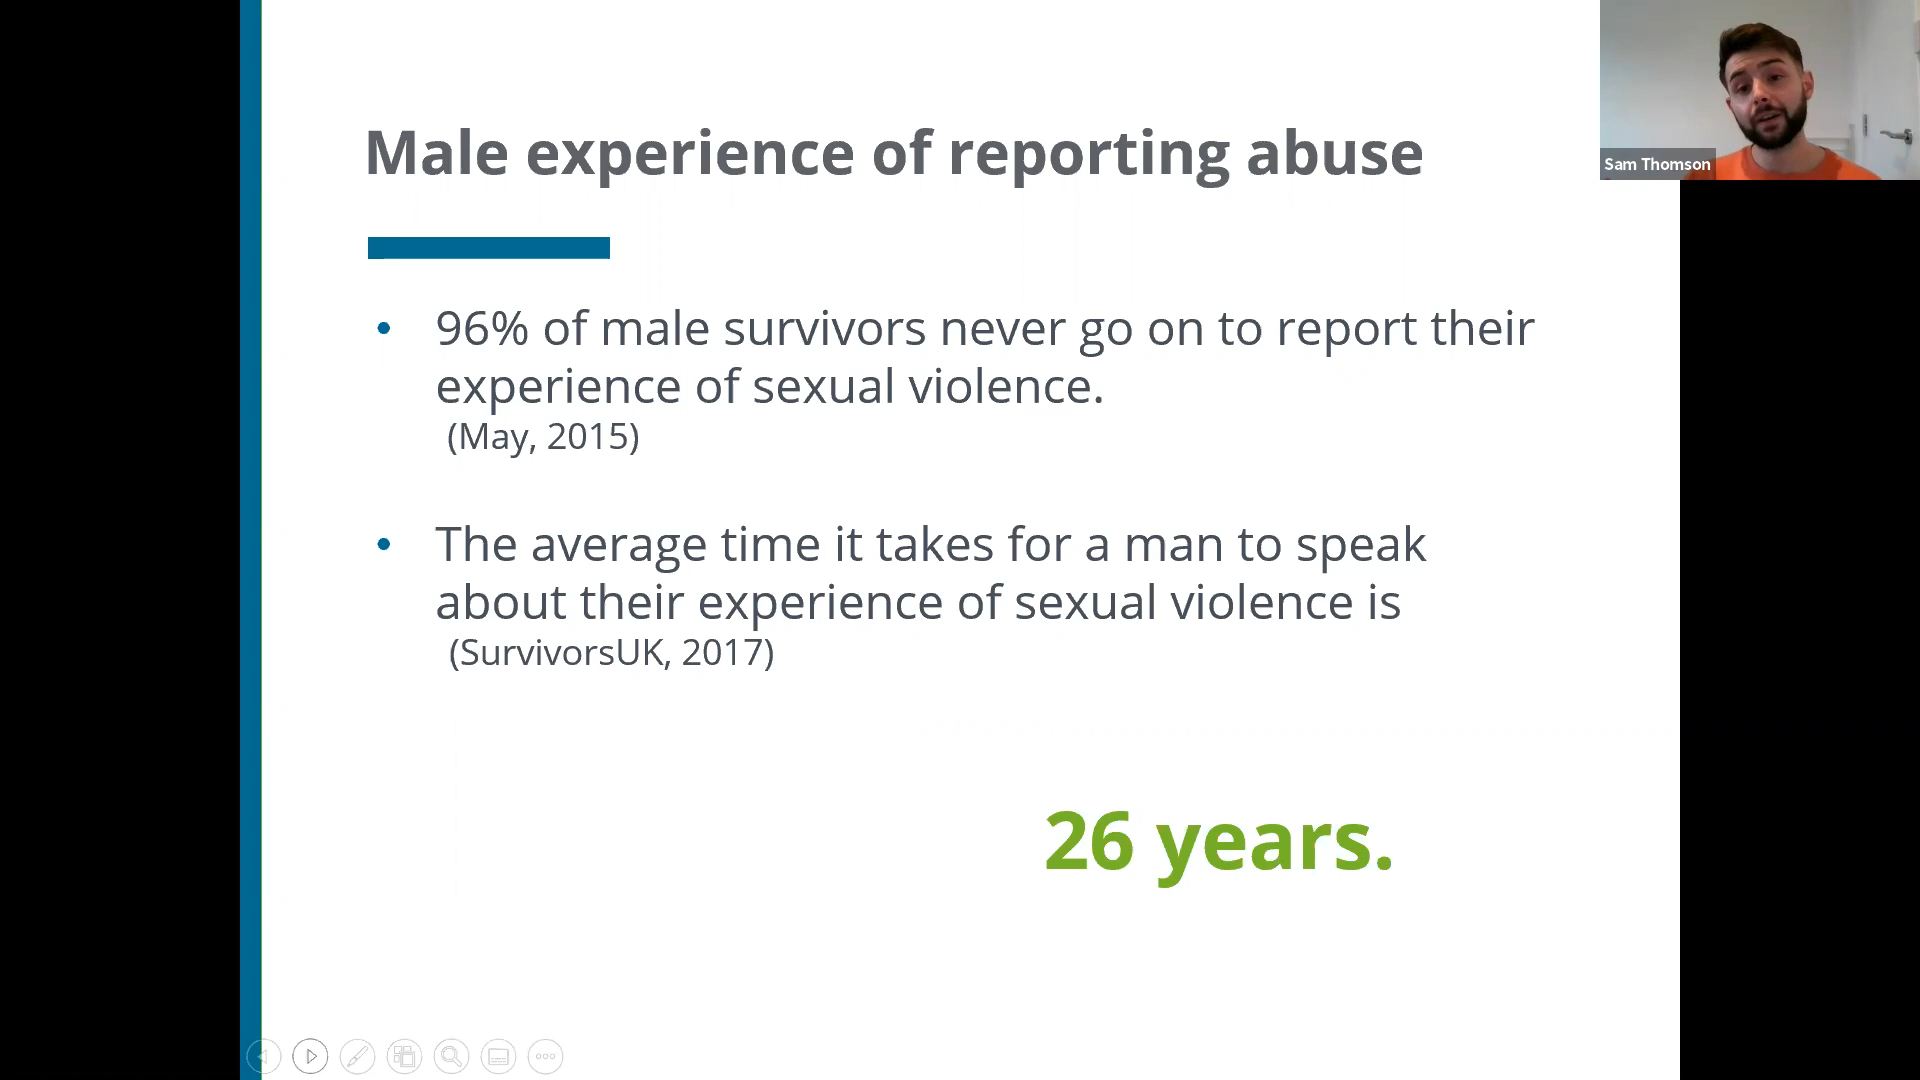 Male experience of reporting abuse
Sam Thomson
• 96% of male survivors never go on to report their
experience of sexual violence.
(May, 2015)
• The average time it takes for a man to speak
about their experience of sexual violence is
(SurvivorsUK, 2017)
26 years.